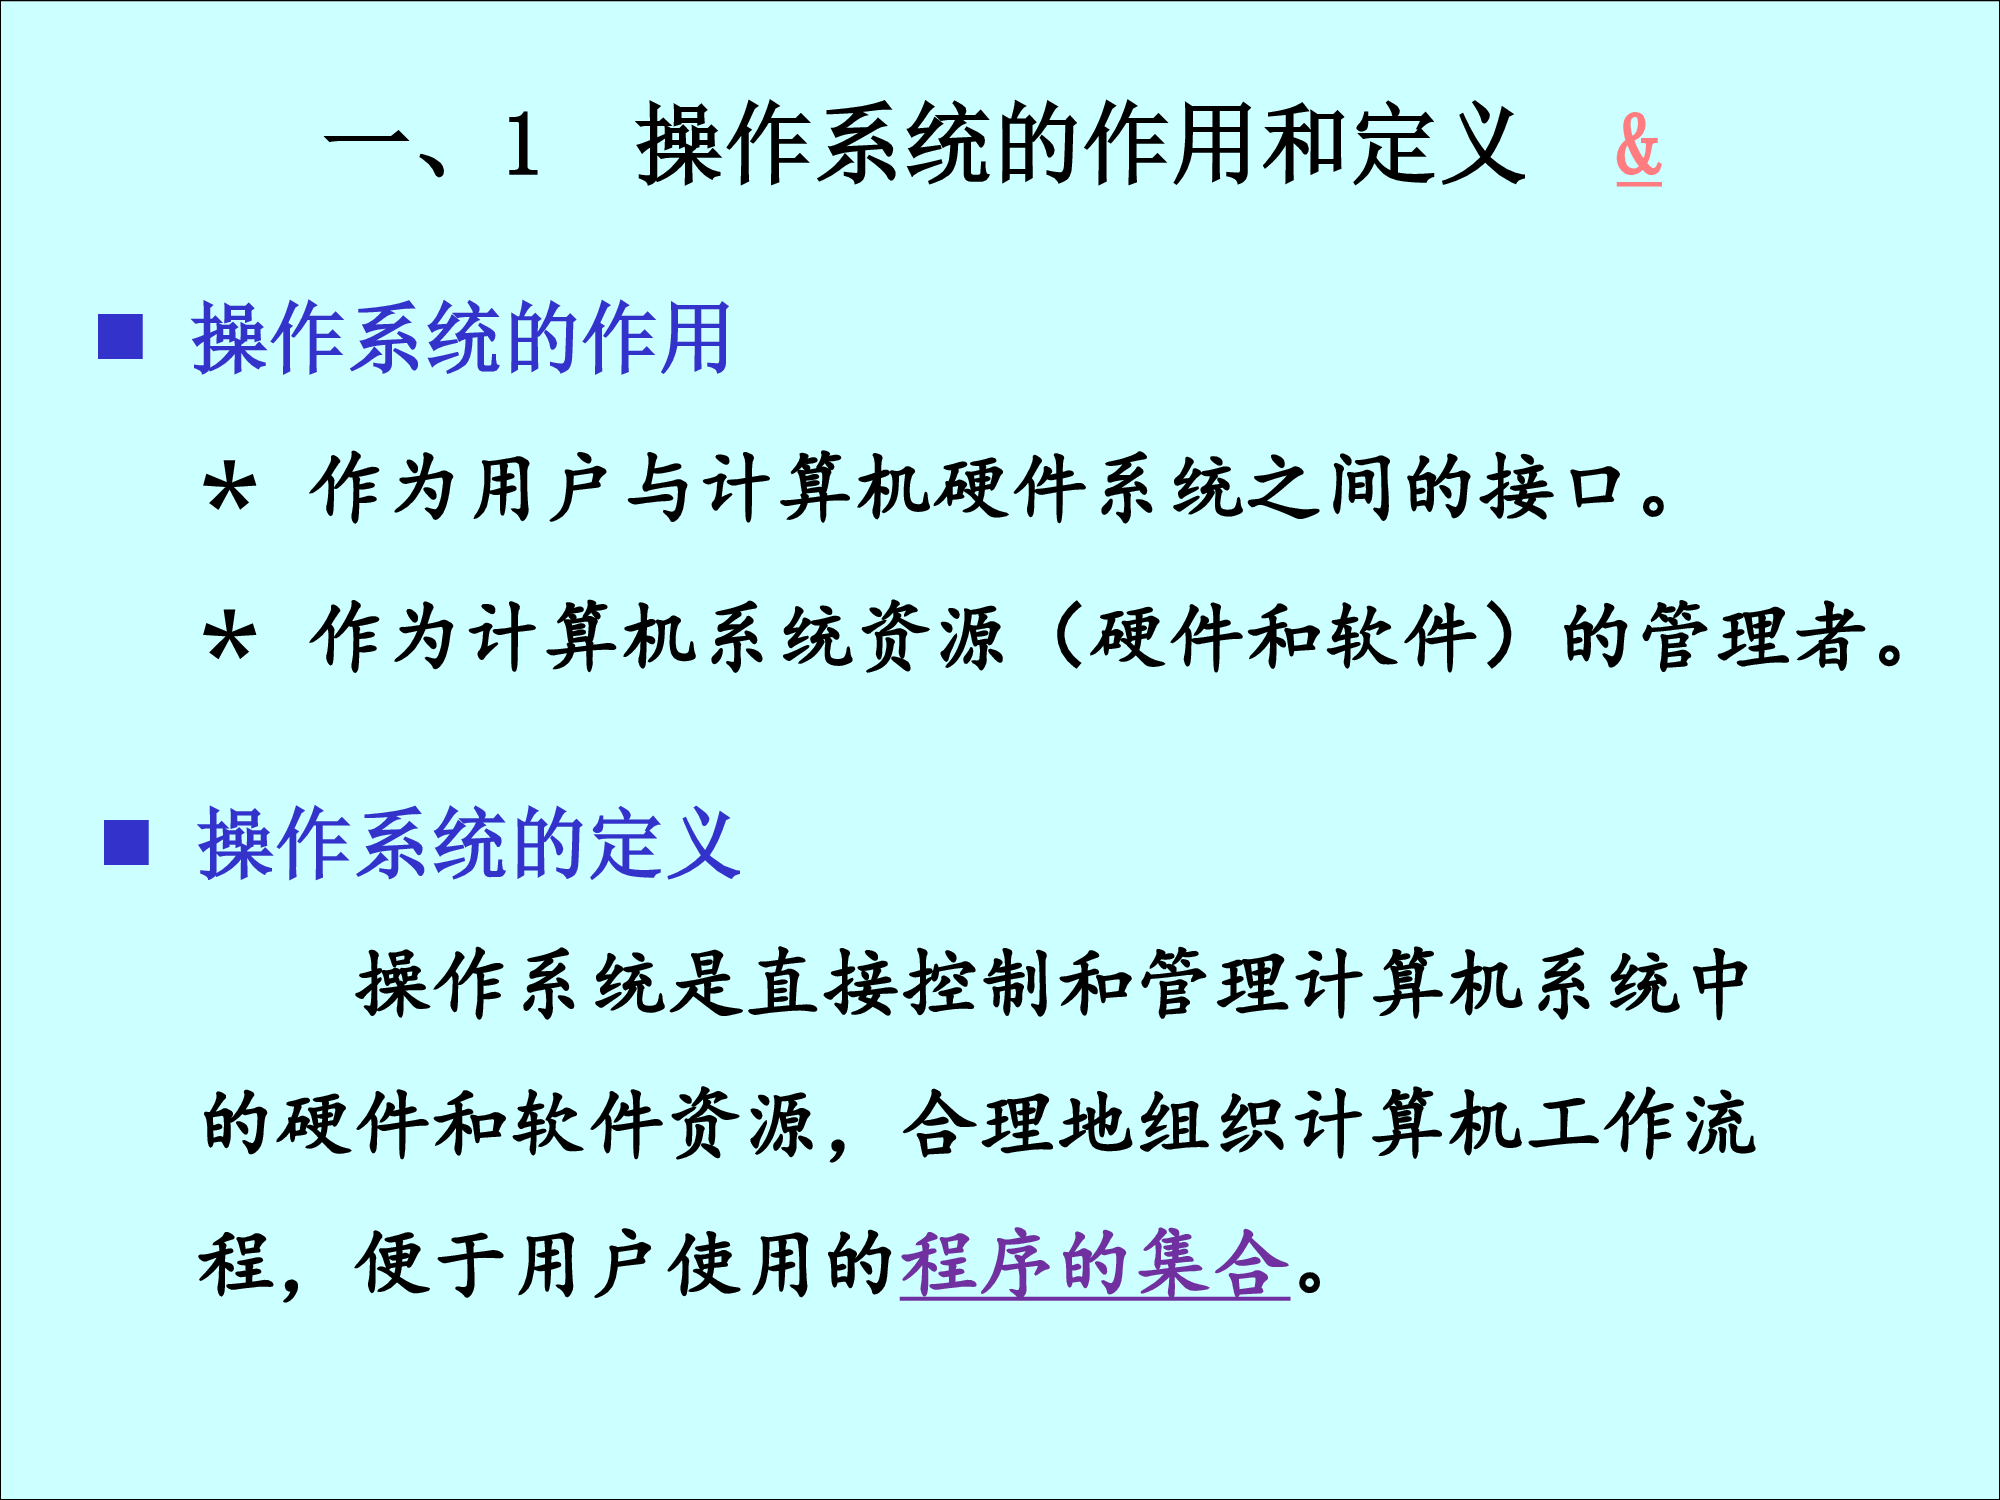 一、1 操作系统的作用和定义 &
■ 操作系统的作用
* 作为用户与计算机硬件系统之间的接口。
* 作为计算机系统资源（硬件和软件）的管理者。
■ 操作系统的定义
操作系统是直接控制和管理计算机系统中
的硬件和软件资源，合理地组织计算机工作流
程，便于用户使用的程序的集合。